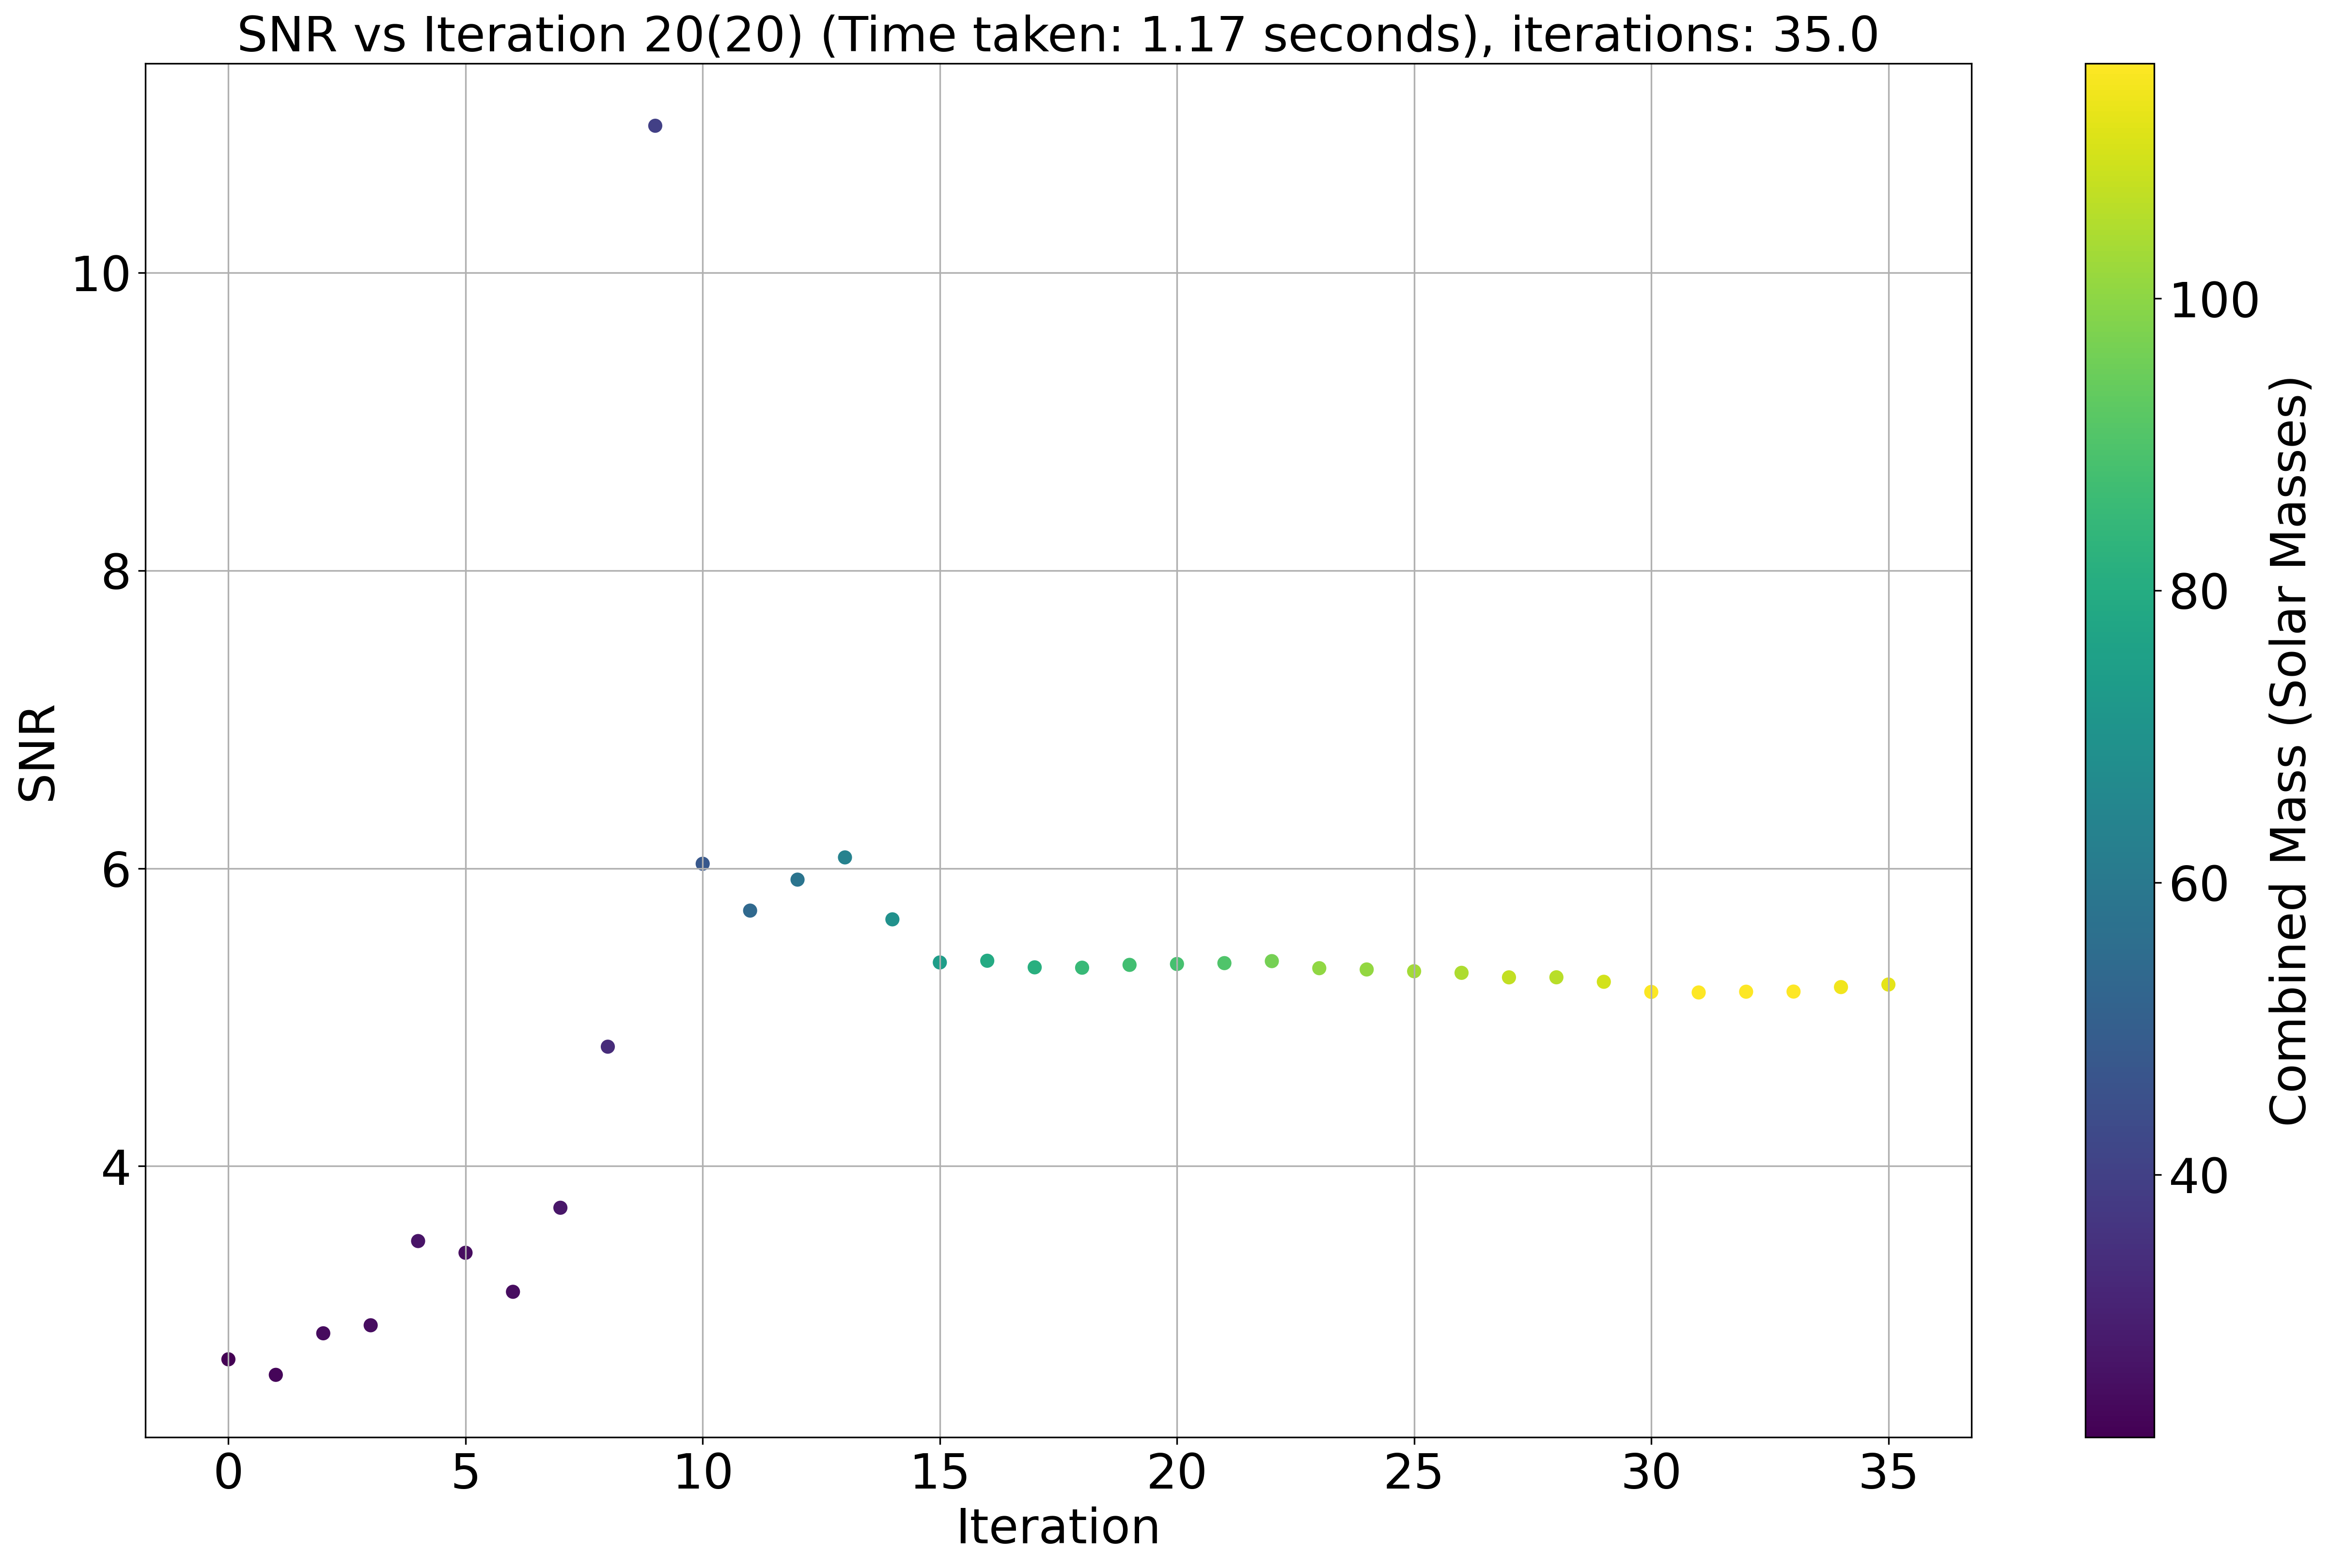 SNR vs Iteration 20(20) (Time taken: 1.17 seconds), iterations: 35.0
SNR
10
8
6
4
0 5 10 15 20 25 30 35
Iteration
100
80
60
40
Combined Mass (Solar Masses)